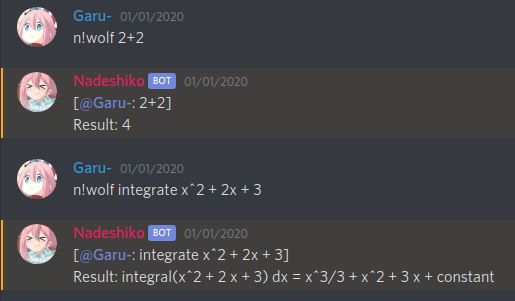 Garu- 01/01/2020
n!wolf 2+2
Nadeshiko BOT 01/01/2020
[@Garu-: 2+2]
Result: 4
Garu- 01/01/2020
n!wolf integrate x^2 + 2x + 3
Nadeshiko BOT 01/01/2020
[@Garu-: integrate x^2 + 2x + 3]
Result: integral(x^2 + 2 x + 3) dx = x^3/3 + x^2 + 3 x + constant